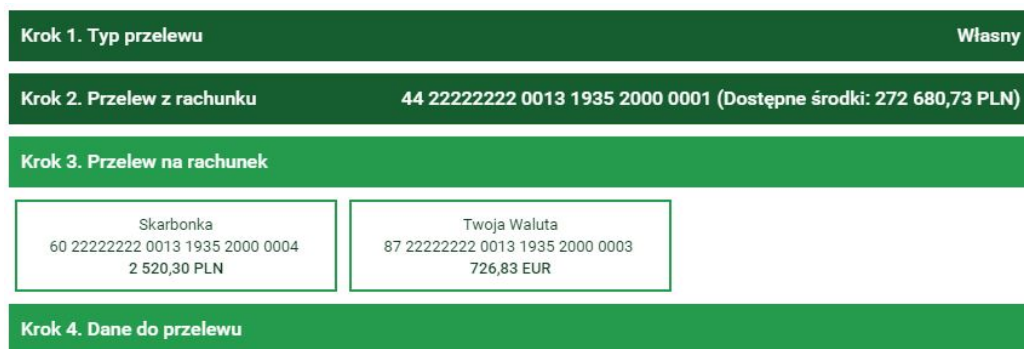 Krok 1. Typ przelewu Własny
Krok 2. Przelew z rachunku 44 22222222 0013 1935 2000 0001 (Dostępne środki: 272 680,73 PLN)
Krok 3. Przelew na rachunek
Skarbonka
60 22222222 0013 1935 2000 0004
2 520,30 PLN
Twoja Waluta
87 22222222 0013 1935 2000 0003
726,83 EUR
Krok 4. Dane do przelewu